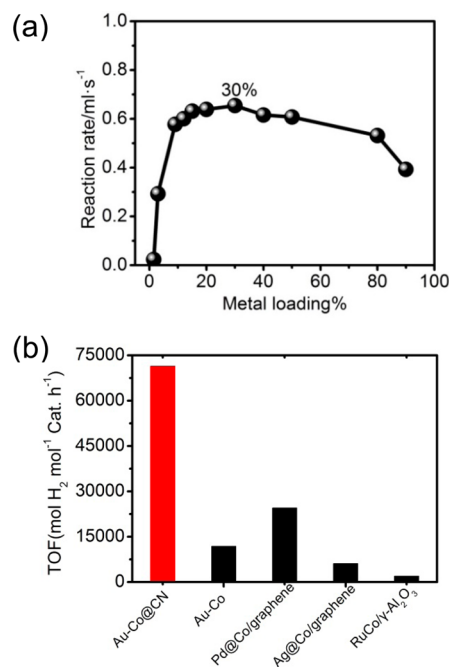 (a)
Reaction rate/ml·s⁻¹
1.0
0.8
0.6
0.4
0.2
0.0
30%
0 20 40 60 80 100
Metal loading%
(b)
TOF(mol H₂ mol⁻¹ Cat. h⁻¹)
75000
60000
45000
30000
15000
0
Au-Co@CN
Au-Co
Pd@Co/graphene
Ag@Co/graphene
RuCo/γ-Al₂O₃